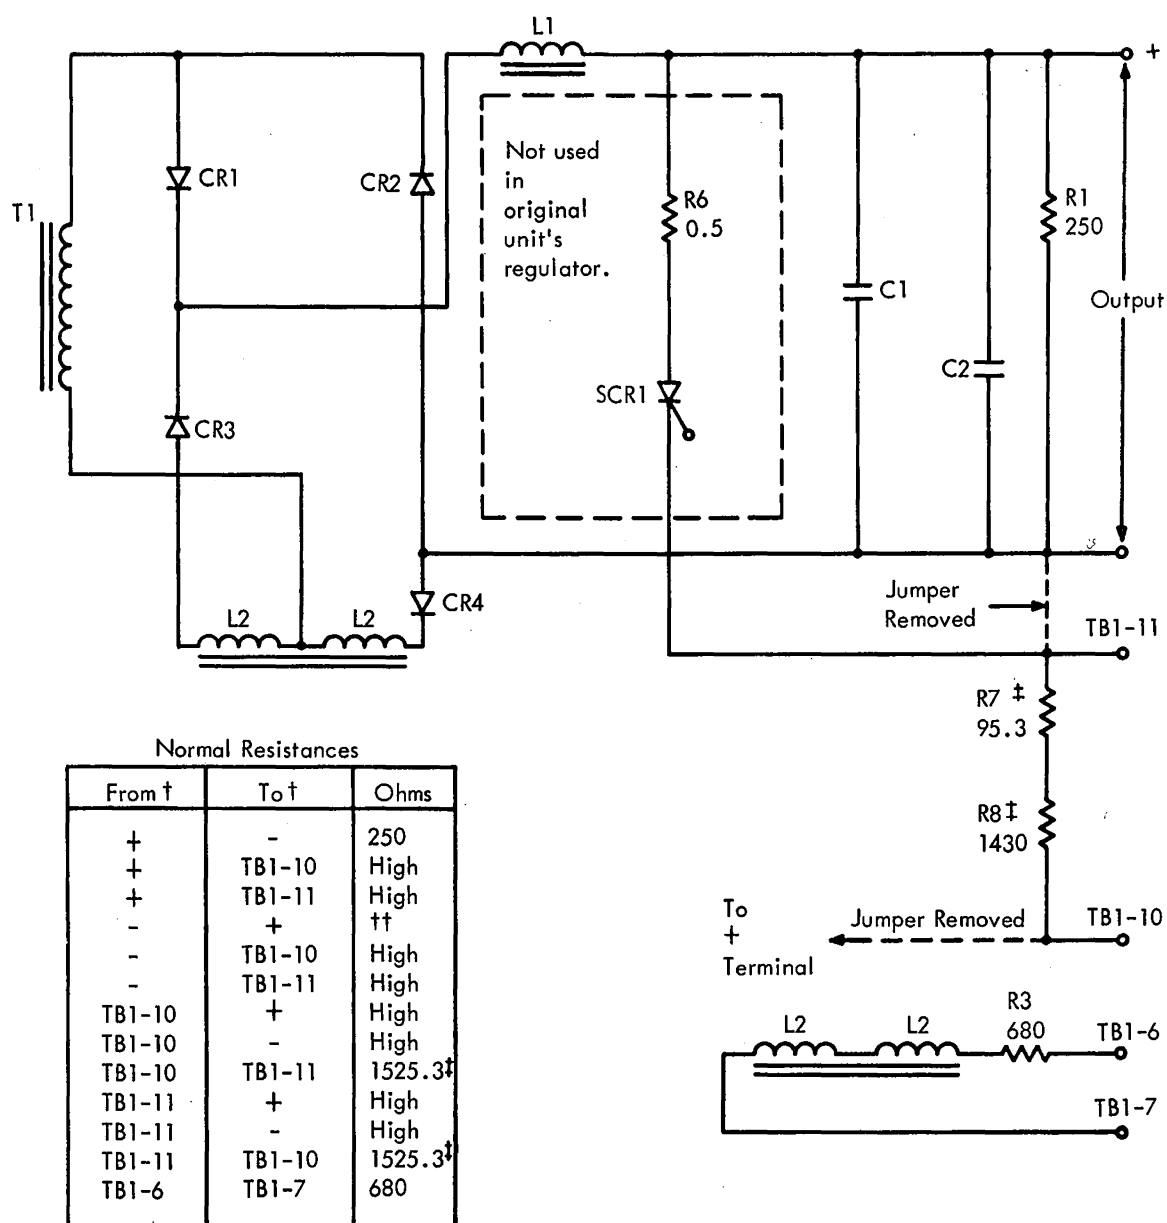 L1
+
Not used
in
original
unit's
regulator.
CR1
CR2
T1
R6
0.5
R1
250
C1
Output
C2
SCR1
CR3
Jumper
Removed
CR4
L2 L2
TB1-11
R7 ‡
95.3
R8‡
1430
To
+
Terminal
Jumper Removed
TB1-10
L2 L2
R3
680
TB1-6
TB1-7
Normal Resistances
From † To † Ohms
+ - 250
+ TB1-10 High
+ TB1-11 High
- + ††
- TB1-10 High
- TB1-11 High
TB1-10 + High
TB1-10 - High
TB1-10 TB1-11 1525.3‡
TB1-11 + High
TB1-11 - High
TB1-11 TB1-10 1525.3‡
TB1-6 TB1-7 680